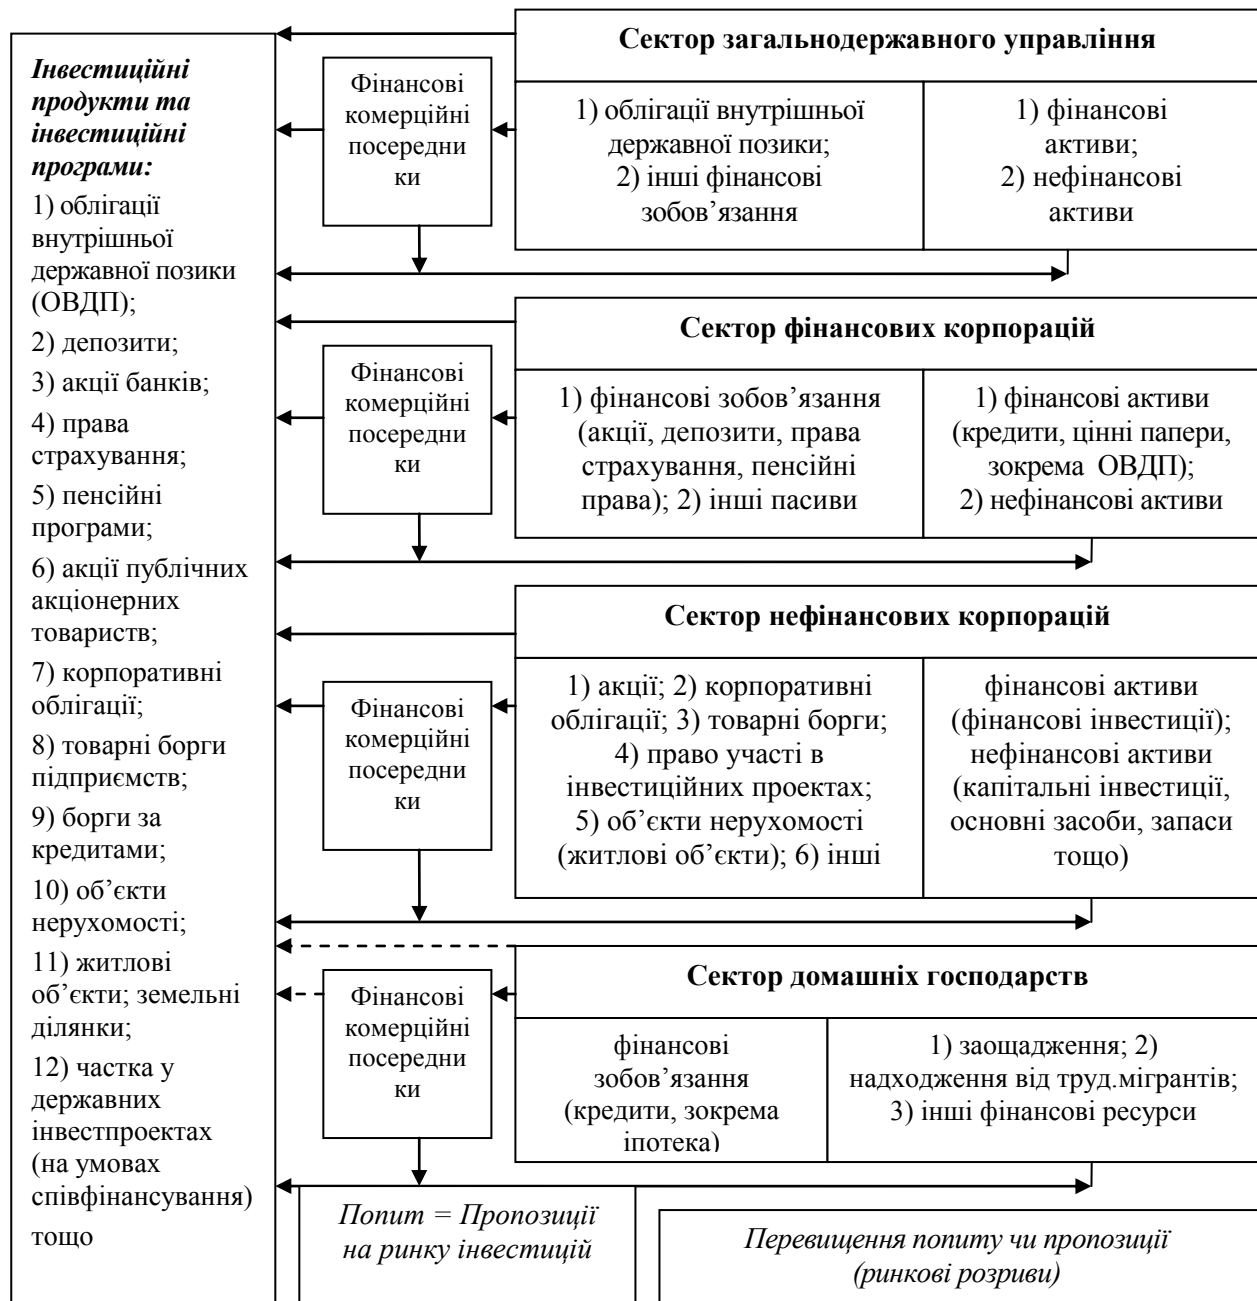 Інвестиційні
продукти та
інвестиційні
програми:
1) облігації
внутрішньої
державної позики
(ОВДП);
2) депозити;
3) акції банків;
4) права
страхування;
5) пенсійні
програми;
6) акції публічних
акціонерних
товариств;
7) корпоративні
облігації;
8) товарні борги
підприємств;
9) борги за
кредитами;
10) об’єкти
нерухомості;
11) житлові
об’єкти; земельні
ділянки;
12) частка у
державних
інвестпроектах
(на умовах
співфінансування)
тощо
Фінансові
комерційні
посередни
ки
Сектор загальнодержавного управління
1) облігації внутрішньої
державної позики;
2) інші фінансові
зобов’язання
1) фінансові
активи;
2) нефінансові
активи
Фінансові
комерційні
посередни
ки
Сектор фінансових корпорацій
1) фінансові зобов’язання
(акції, депозити, права
страхування, пенсійні
права); 2) інші пасиви
1) фінансові активи
(кредити, цінні папери,
зокрема ОВДП);
2) нефінансові активи
Фінансові
комерційні
посередни
ки
Сектор нефінансових корпорацій
1) акції; 2) корпоративні
облігації; 3) товарні борги;
4) право участі в
інвестиційних проектах;
5) об’єкти нерухомості
(житлові об’єкти); 6) інші
фінансові активи
(фінансові інвестиції);
нефінансові активи
(капітальні інвестиції,
основні засоби, запаси
тощо)
Фінансові
комерційні
посередни
ки
Сектор домашніх господарств
фінансові
зобов’язання
(кредити, зокрема
іпотека)
1) заощадження; 2)
надходження від труд.мігрантів;
3) інші фінансові ресурси
Попит = Пропозиції
на ринку інвестицій
Перевищення попиту чи пропозиції
(ринкові розриви)